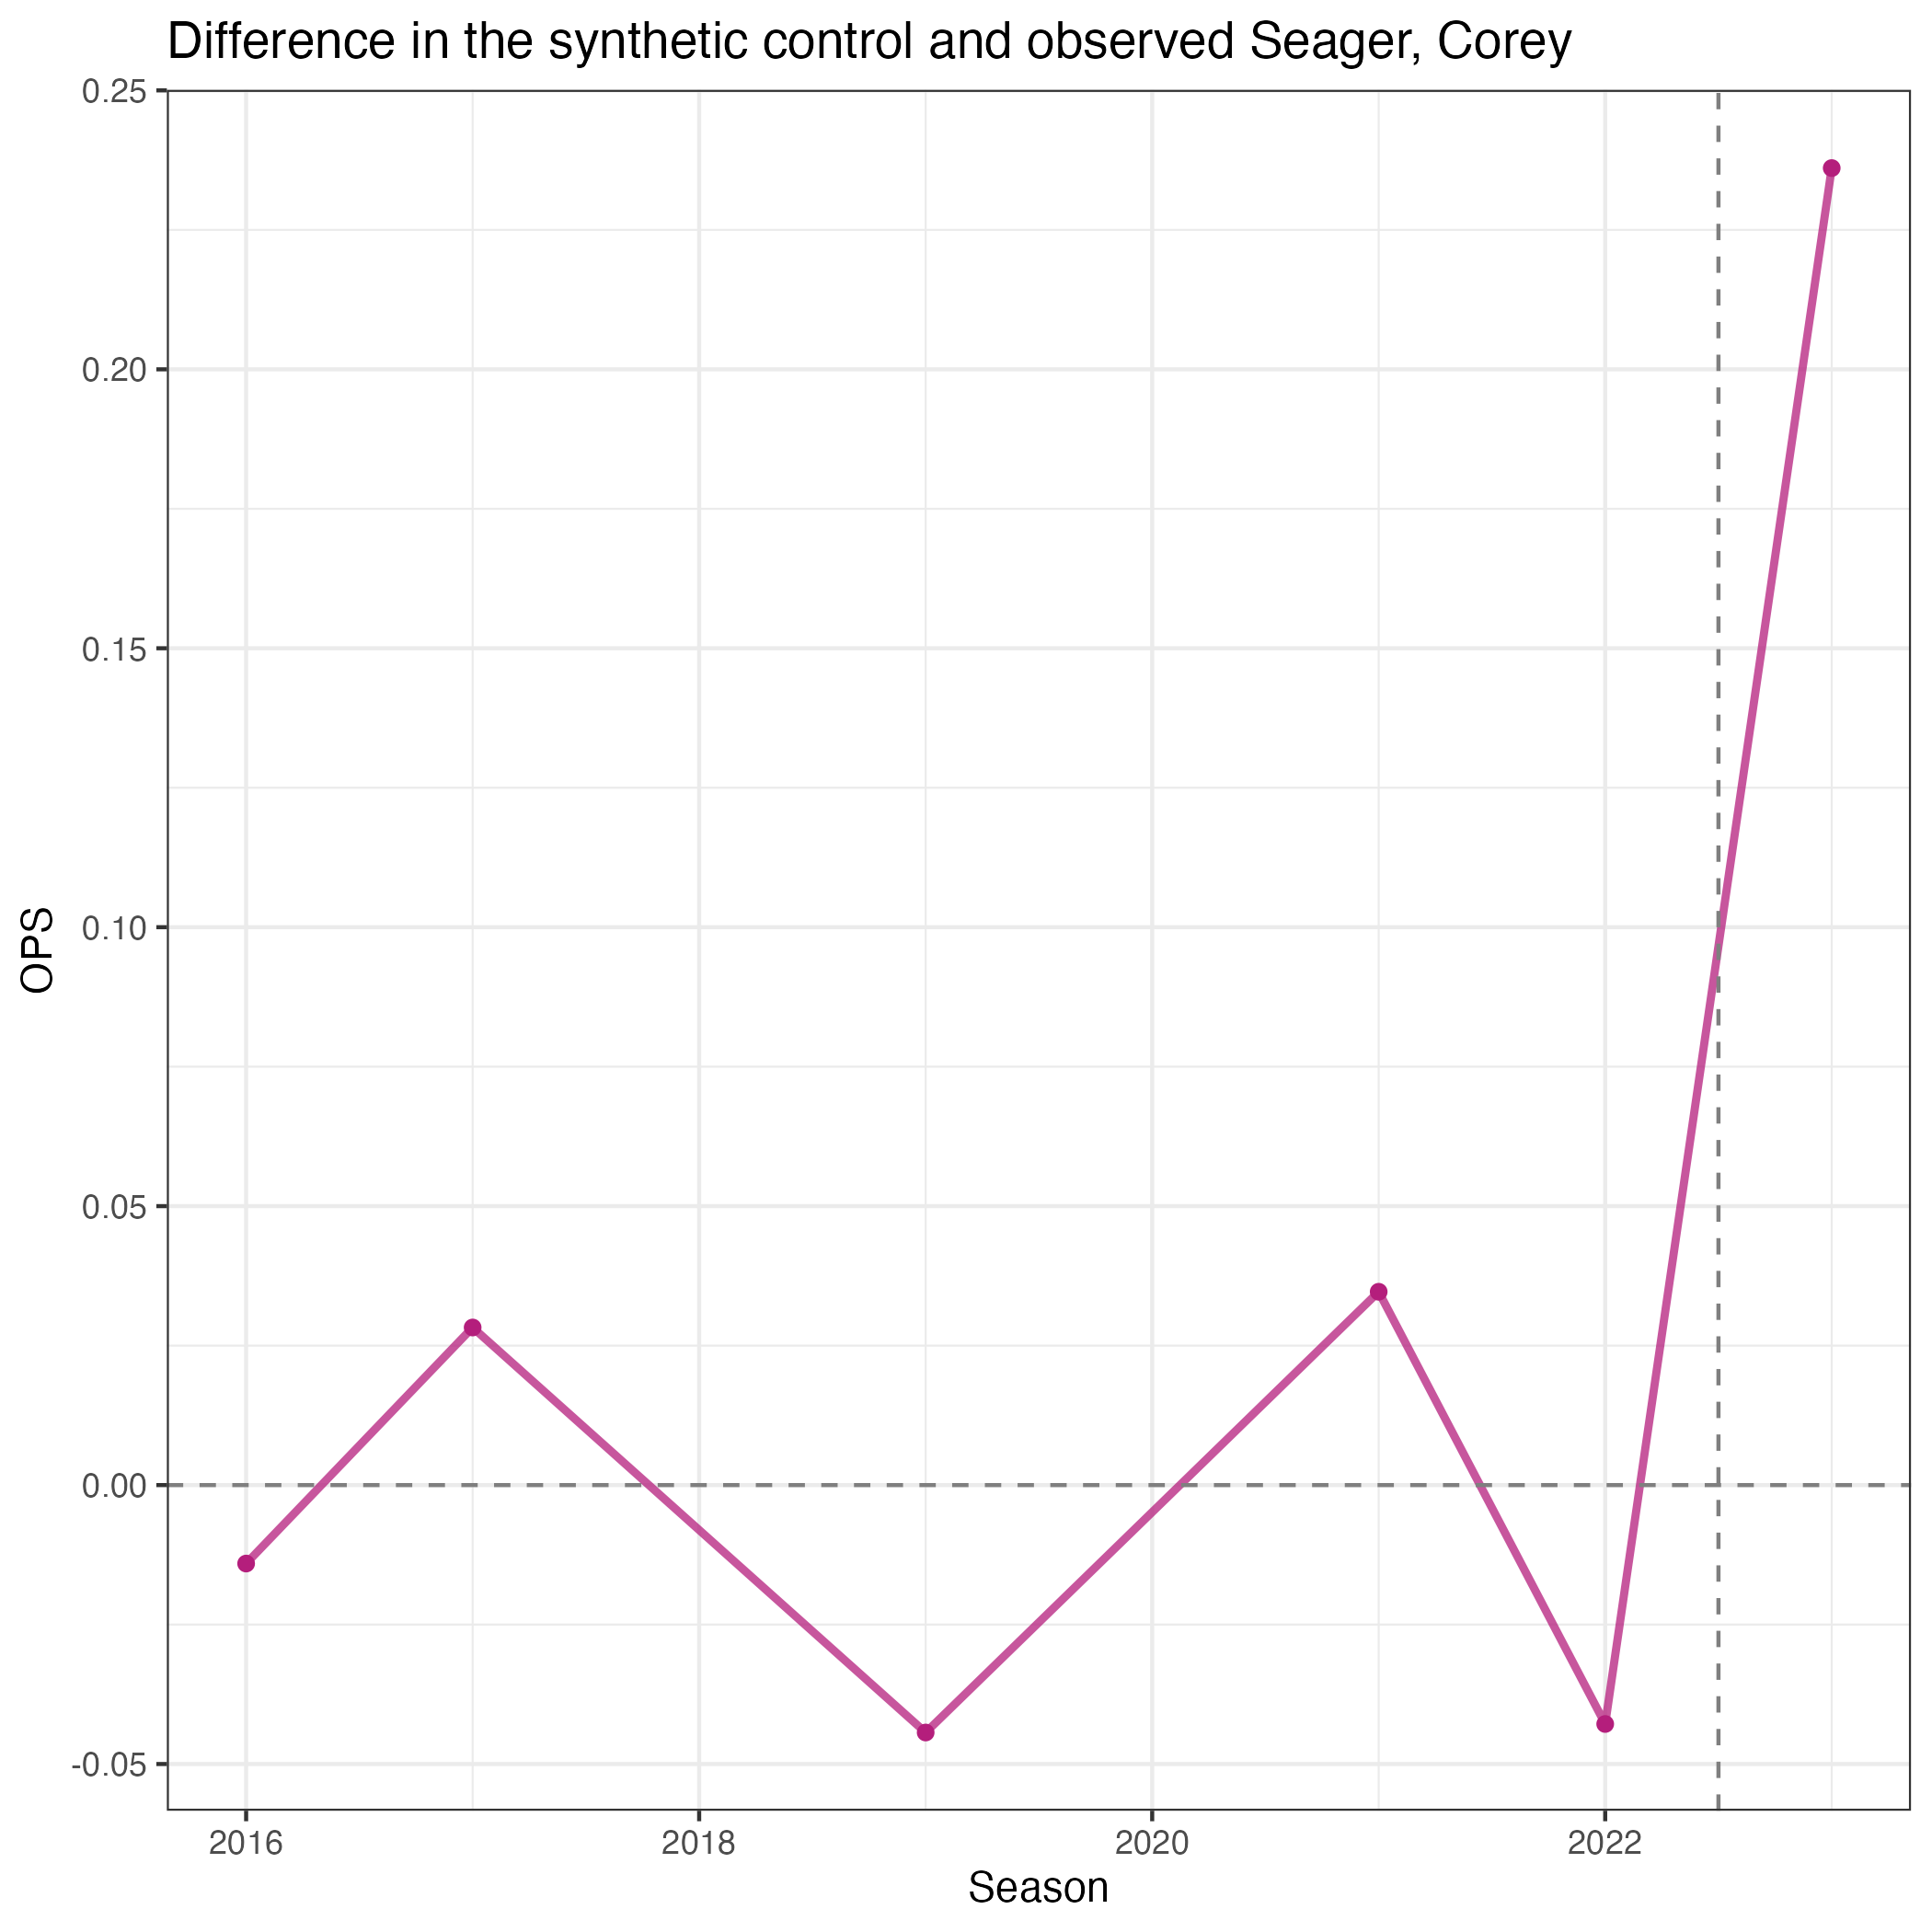 Difference in the synthetic control and observed Seager, Corey
OPS
0.25
0.20
0.15
0.10
0.05
0.00
-0.05
2016 2018 2020 2022
Season